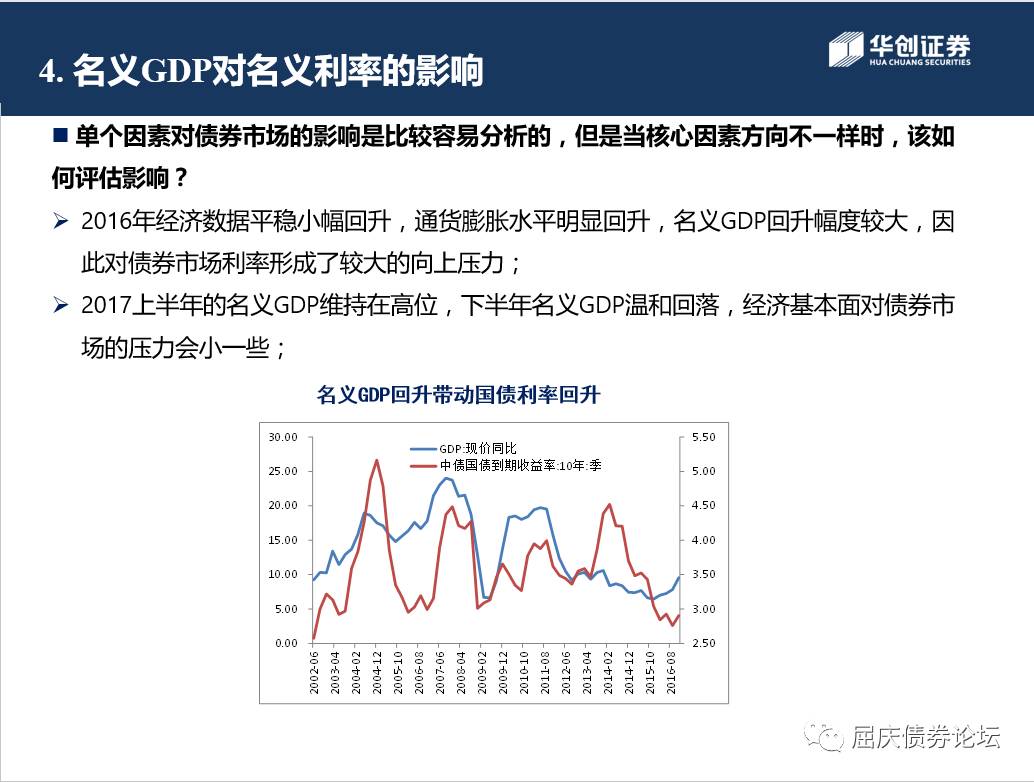 4. 名义GDP对名义利率的影响
华创证券
HUA CHUANG SECURITIES
■ 单个因素对债券市场的影响是比较容易分析的，但是当核心因素方向不一样时，该如
何评估影响？
➢ 2016年经济数据平稳小幅回升，通货膨胀水平明显回升，名义GDP回升幅度较大，因
此对债券市场利率形成了较大的向上压力；
➢ 2017上半年的名义GDP维持在高位，下半年名义GDP温和回落，经济基本面对债券市
场的压力会小一些；
名义GDP回升带动国债利率回升
GDP:现价同比
中债国债到期收益率:10年:季
30.00
25.00
20.00
15.00
10.00
5.00
0.00
5.50
5.00
4.50
4.00
3.50
3.00
2.50
2002-06
2003-04
2004-02
2004-12
2005-10
2006-08
2007-06
2008-04
2009-02
2009-12
2010-10
2011-08
2012-06
2013-04
2014-02
2014-12
2015-10
2016-08
屈庆债券论坛